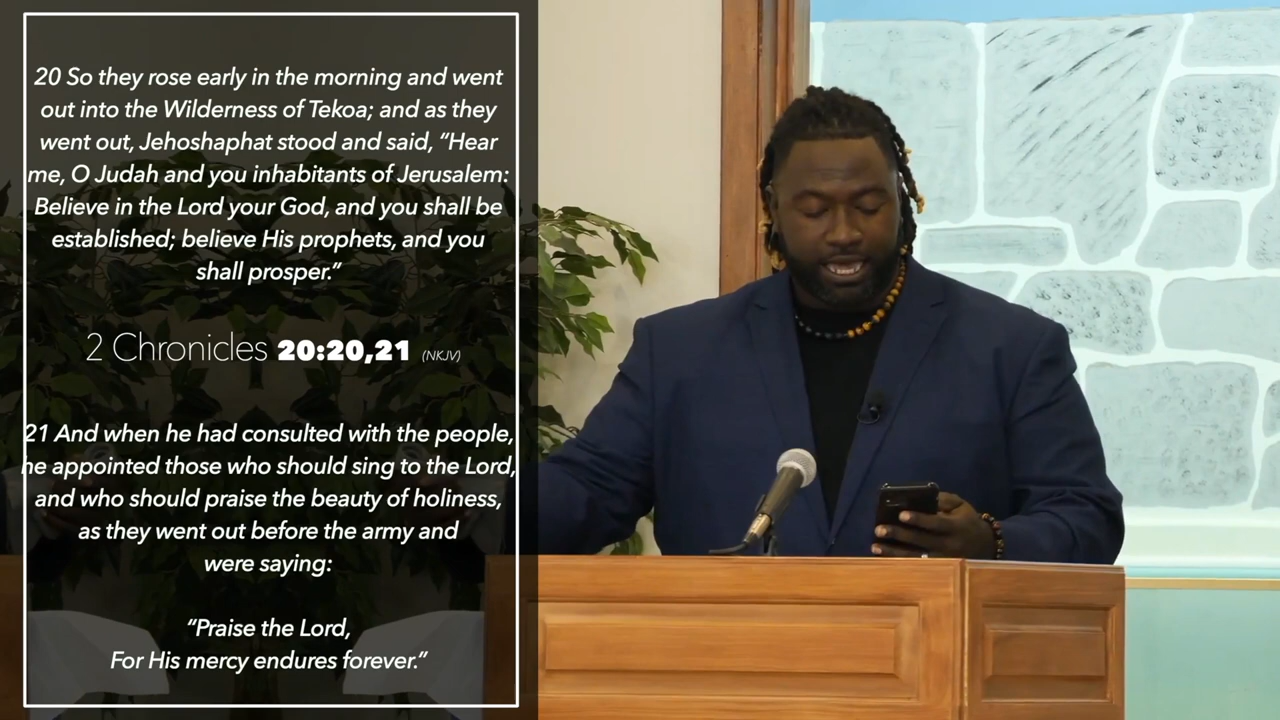 20 So they rose early in the morning and went
out into the Wilderness of Tekoa; and as they
went out, Jehoshaphat stood and said, “Hear
me, O Judah and you inhabitants of Jerusalem:
Believe in the Lord your God, and you shall be
established; believe His prophets, and you
shall prosper.”
2 Chronicles 20:20,21 (NKJV)
21 And when he had consulted with the people,
he appointed those who should sing to the Lord,
and who should praise the beauty of holiness,
as they went out before the army and
were saying:
“Praise the Lord,
For His mercy endures forever.”